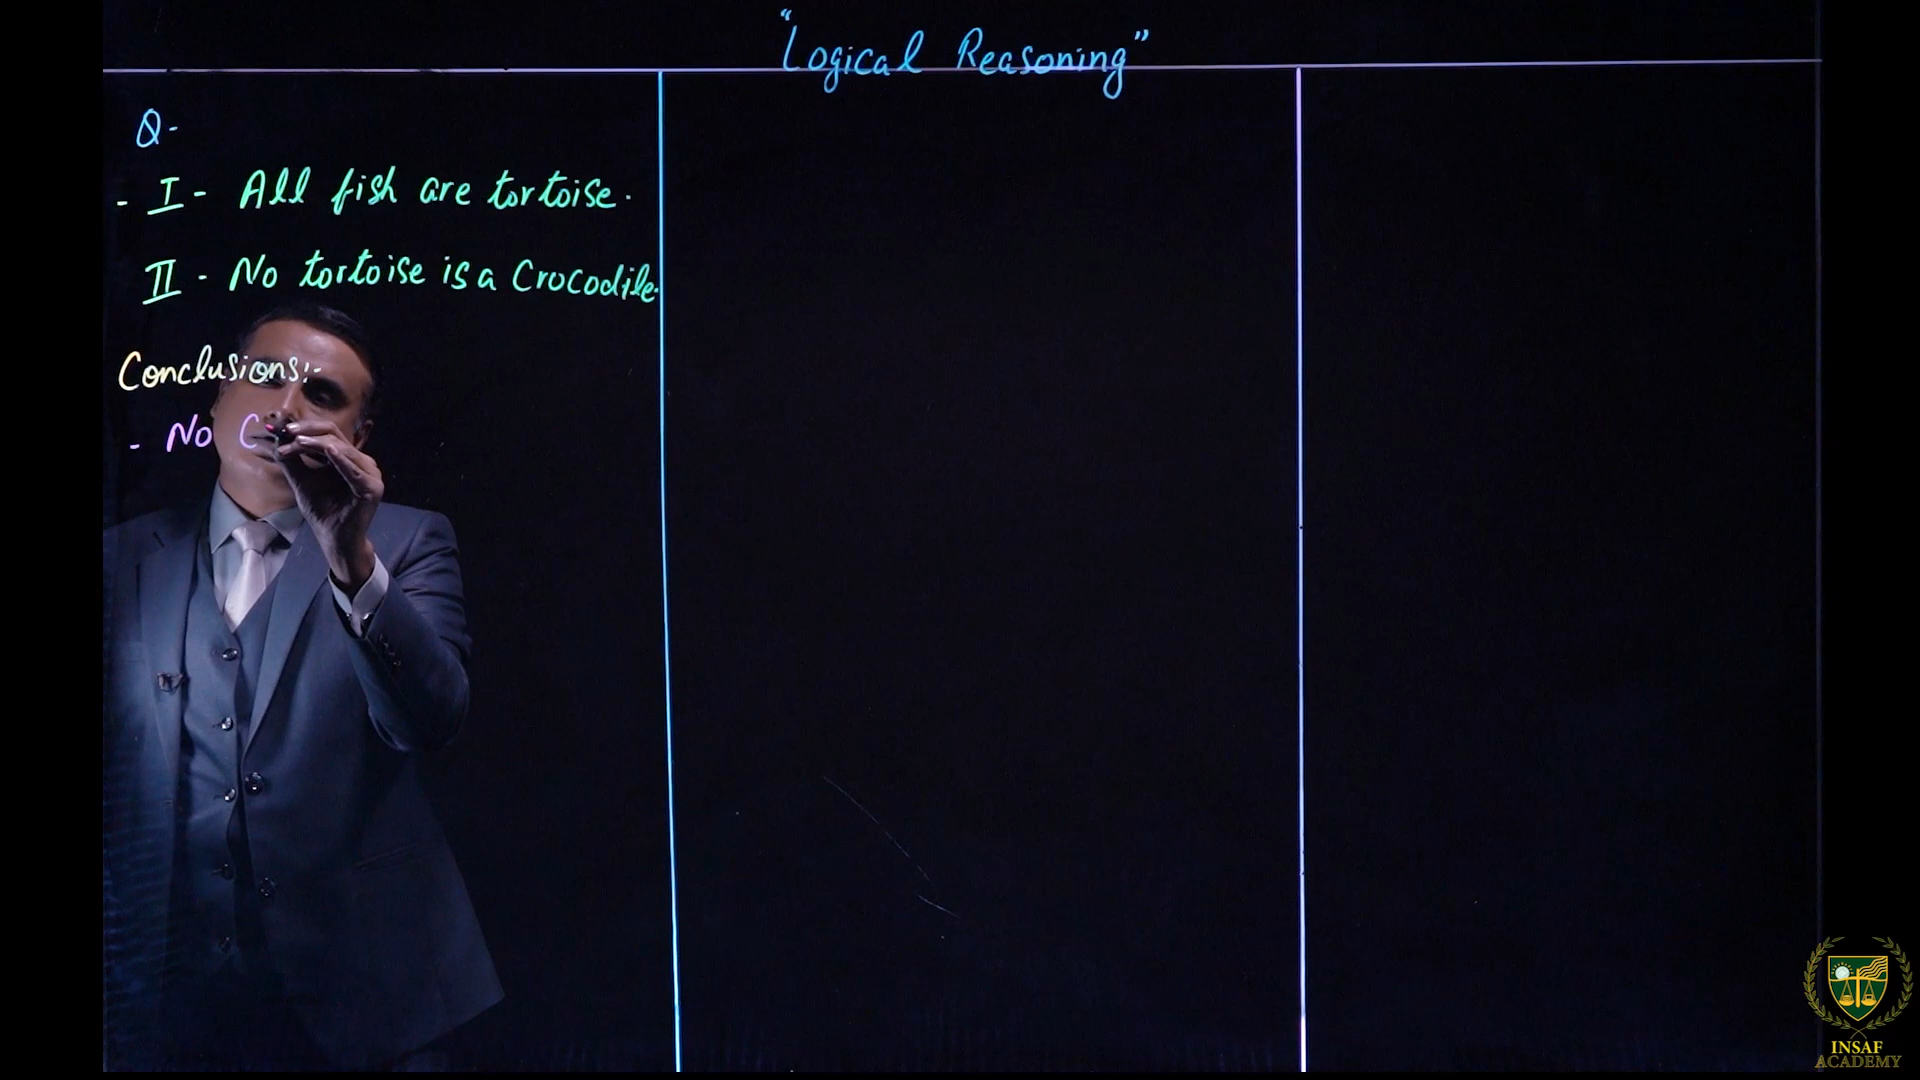 "Logical Reasoning"
Q-
- I - All fish are tortoise.
II - No tortoise is a Crocodile.
Conclusions:-
- No C
INSAF
ACADEMY